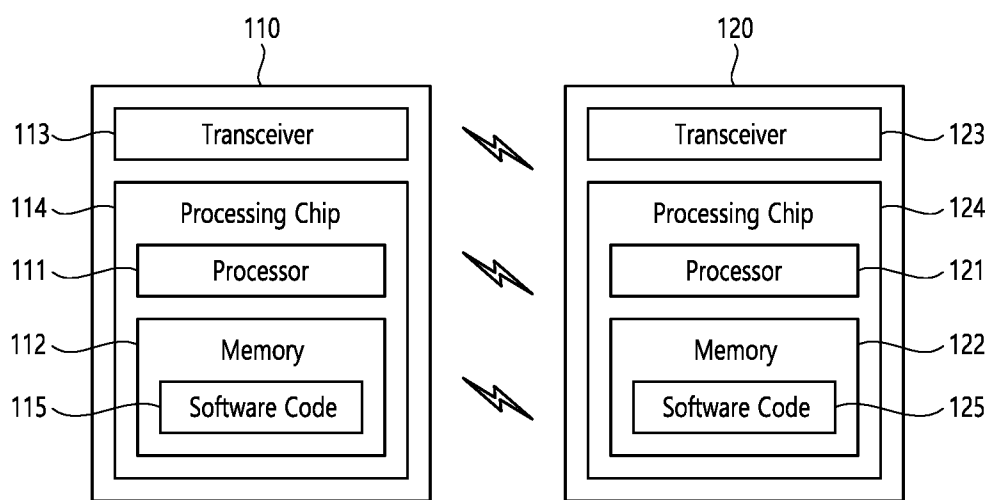 110
120
113
Transceiver
Transceiver
123
114
Processing Chip
Processing Chip
124
111
Processor
Processor
121
112
Memory
Memory
122
115
Software Code
Software Code
125